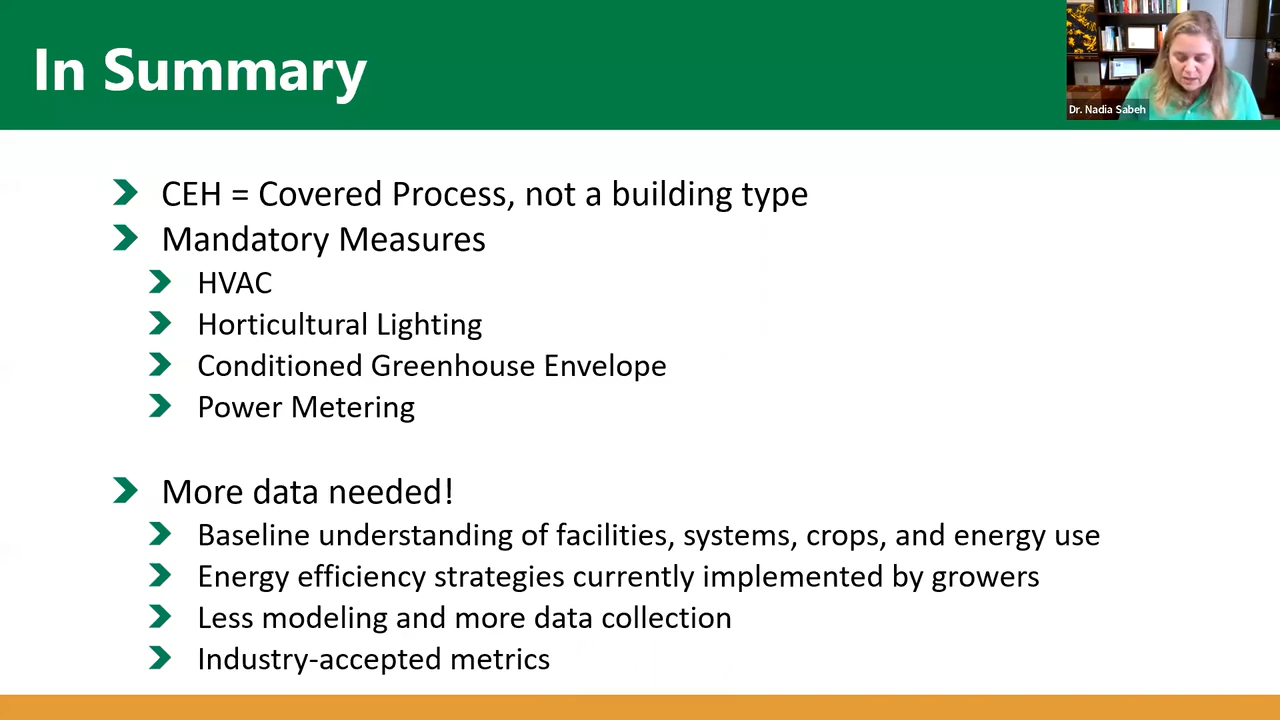 In Summary
Dr. Nadia Sabeh
CEH = Covered Process, not a building type
Mandatory Measures
HVAC
Horticultural Lighting
Conditioned Greenhouse Envelope
Power Metering
More data needed!
Baseline understanding of facilities, systems, crops, and energy use
Energy efficiency strategies currently implemented by growers
Less modeling and more data collection
Industry-accepted metrics